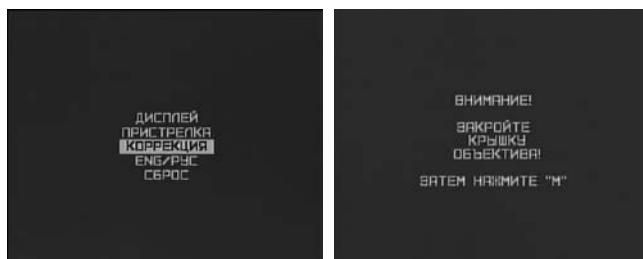 ДИСПЛЕЙ
ПРИСТРЕЛКА
КОРРЕКЦИЯ
ENG/РУС
СБРОС
ВНИМАНИЕ!
ЗАКРОЙТЕ
КРЫШКУ
ОБЪЕКТИВА!
ЗАТЕМ НАЖМИТЕ "М"